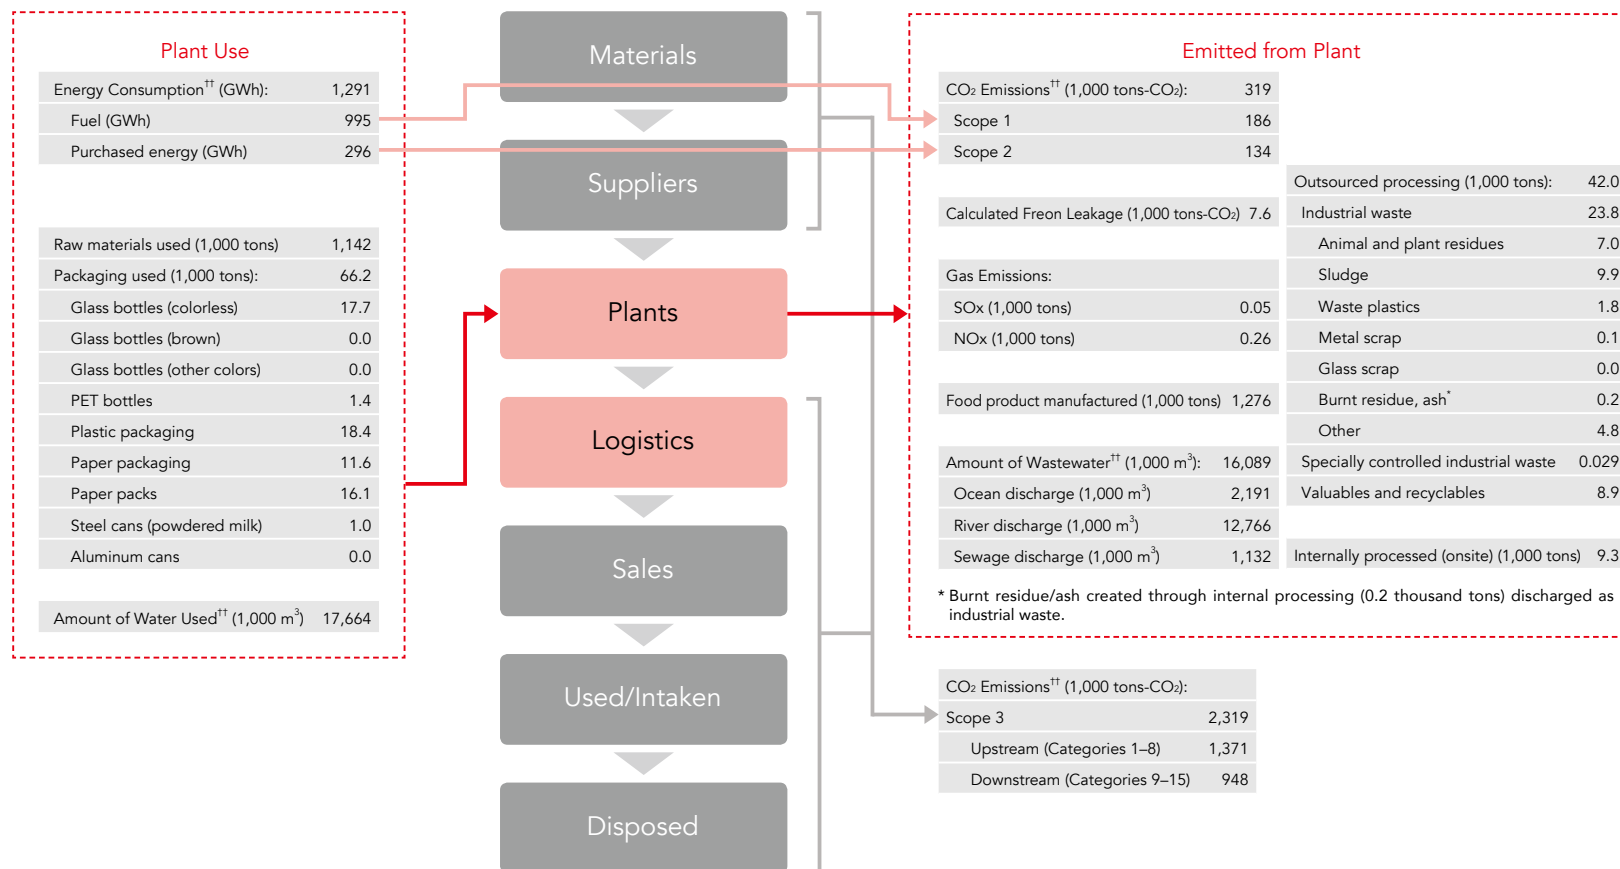 Plant Use
Energy Consumption†† (GWh): 1,291
Fuel (GWh) 995
Purchased energy (GWh) 296
Raw materials used (1,000 tons) 1,142
Packaging used (1,000 tons): 66.2
Glass bottles (colorless) 17.7
Glass bottles (brown) 0.0
Glass bottles (other colors) 0.0
PET bottles 1.4
Plastic packaging 18.4
Paper packaging 11.6
Paper packs 16.1
Steel cans (powdered milk) 1.0
Aluminum cans 0.0
Amount of Water Used†† (1,000 m³) 17,664
Materials
Suppliers
Plants
Logistics
Sales
Used/Intaken
Disposed
Emitted from Plant
CO₂ Emissions†† (1,000 tons-CO₂): 319
Scope 1 186
Scope 2 134
Calculated Freon Leakage (1,000 tons-CO₂) 7.6
Gas Emissions:
SOx (1,000 tons) 0.05
NOx (1,000 tons) 0.26
Food product manufactured (1,000 tons) 1,276
Amount of Wastewater†† (1,000 m³): 16,089
Ocean discharge (1,000 m³) 2,191
River discharge (1,000 m³) 12,766
Sewage discharge (1,000 m³) 1,132
Outsourced processing (1,000 tons): 42.0
Industrial waste 23.8
Animal and plant residues 7.0
Sludge 9.9
Waste plastics 1.8
Metal scrap 0.1
Glass scrap 0.0
Burnt residue, ash* 0.2
Other 4.8
Specially controlled industrial waste 0.029
Valuables and recyclables 8.9
Internally processed (onsite) (1,000 tons) 9.3
* Burnt residue/ash created through internal processing (0.2 thousand tons) discharged as
industrial waste.
CO₂ Emissions†† (1,000 tons-CO₂):
Scope 3 2,319
Upstream (Categories 1–8) 1,371
Downstream (Categories 9–15) 948